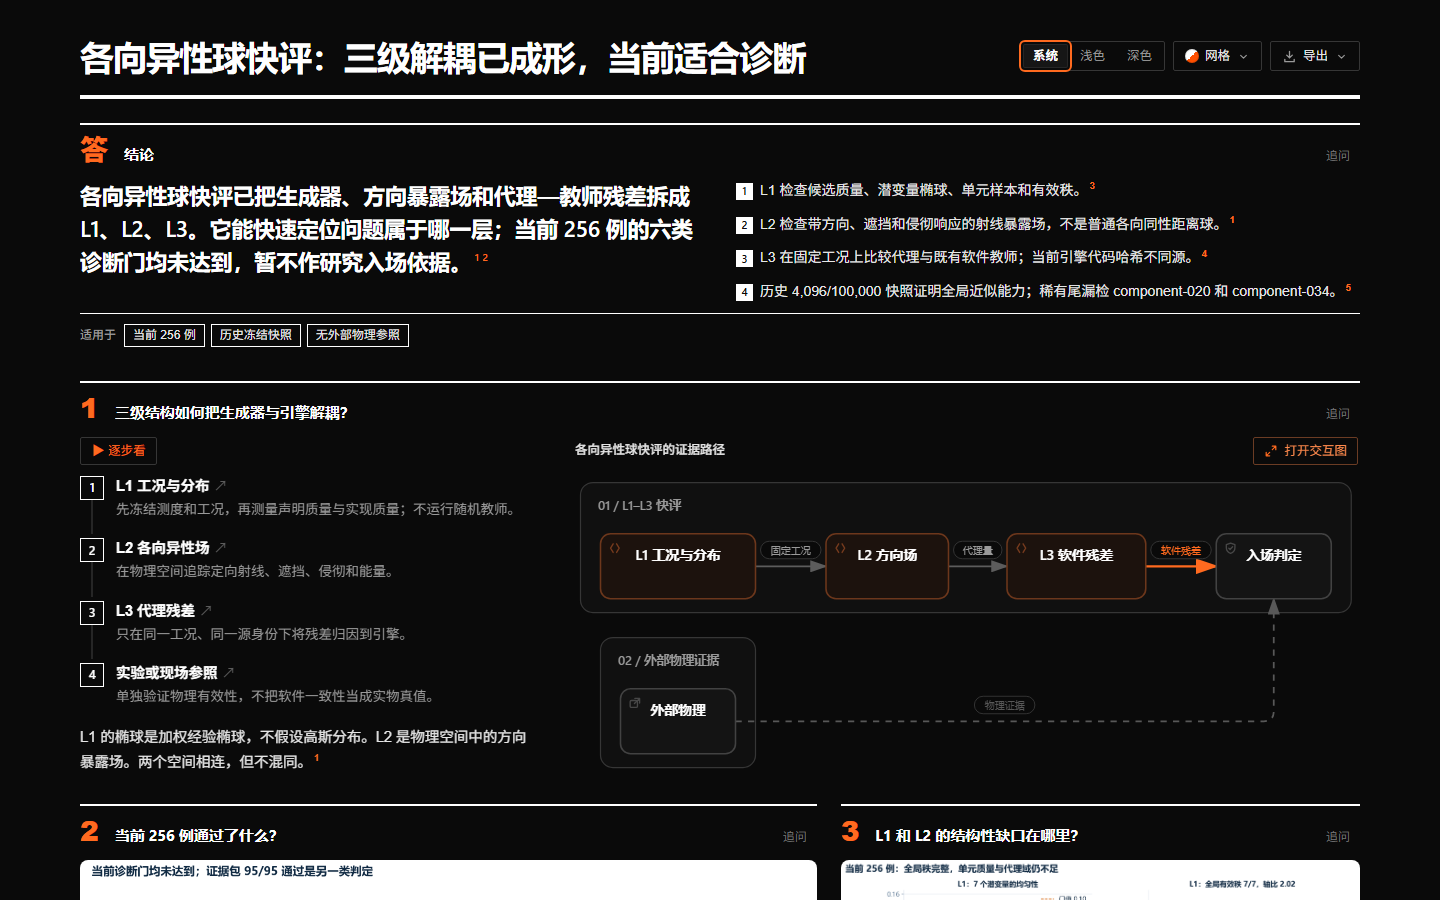 各向异性球快评：三级解耦已成形，当前适合诊断
系统 浅色 深色 网格 导出
答 结论 追问
各向异性球快评已把生成器、方向暴露场和代理—教师残差拆成
L1、L2、L3。它能快速定位问题属于哪一层；当前 256 例的六类
诊断门均未达到，暂不作研究入场依据。 1 2
1 L1 检查候选质量、潜变量椭球、单元样本和有效秩。 3
2 L2 检查带方向、遮挡和侵彻响应的射线暴露场，不是普通各向同性距离球。 1
3 L3 在固定工况上比较代理与既有软件教师；当前引擎代码哈希不同源。 4
4 历史 4,096/100,000 快照证明全局近似能力；稀有尾漏检 component-020 和 component-034。 5
适用于 当前 256 例 历史冻结快照 无外部物理参照
1 三级结构如何把生成器与引擎解耦？ 追问
逐步看
1 L1 工况与分布 ↗
先冻结测度和工况，再测量声明质量与实现质量；不运行随机教师。
2 L2 各向异性场 ↗
在物理空间追踪定向射线、遮挡、侵彻和能量。
3 L3 代理残差 ↗
只在同一工况、同一源身份下将残差归因到引擎。
4 实验或现场参照 ↗
单独验证物理有效性，不把软件一致性当成实物真值。
L1 的椭球是加权经验椭球，不假设高斯分布。L2 是物理空间中的方向
暴露场。两个空间相连，但不混同。 1
各向异性球快评的证据路径 打开交互图
01 / L1–L3 快评
L1 工况与分布 固定工况 L2 方向场 代理量 L3 软件残差 软件残差 入场判定
02 / 外部物理证据
外部物理 物理证据
2 当前 256 例通过了什么？ 追问
当前诊断门均未达到；证据包 95/95 通过是另一类判定
3 L1 和 L2 的结构性缺口在哪里？ 追问
当前 256 例：全局秩完整，单元质量与代理域仍不足
L1：7 个潜变量的均匀性 L1：全局有效秩 7/7，轴比 2.02
0.16